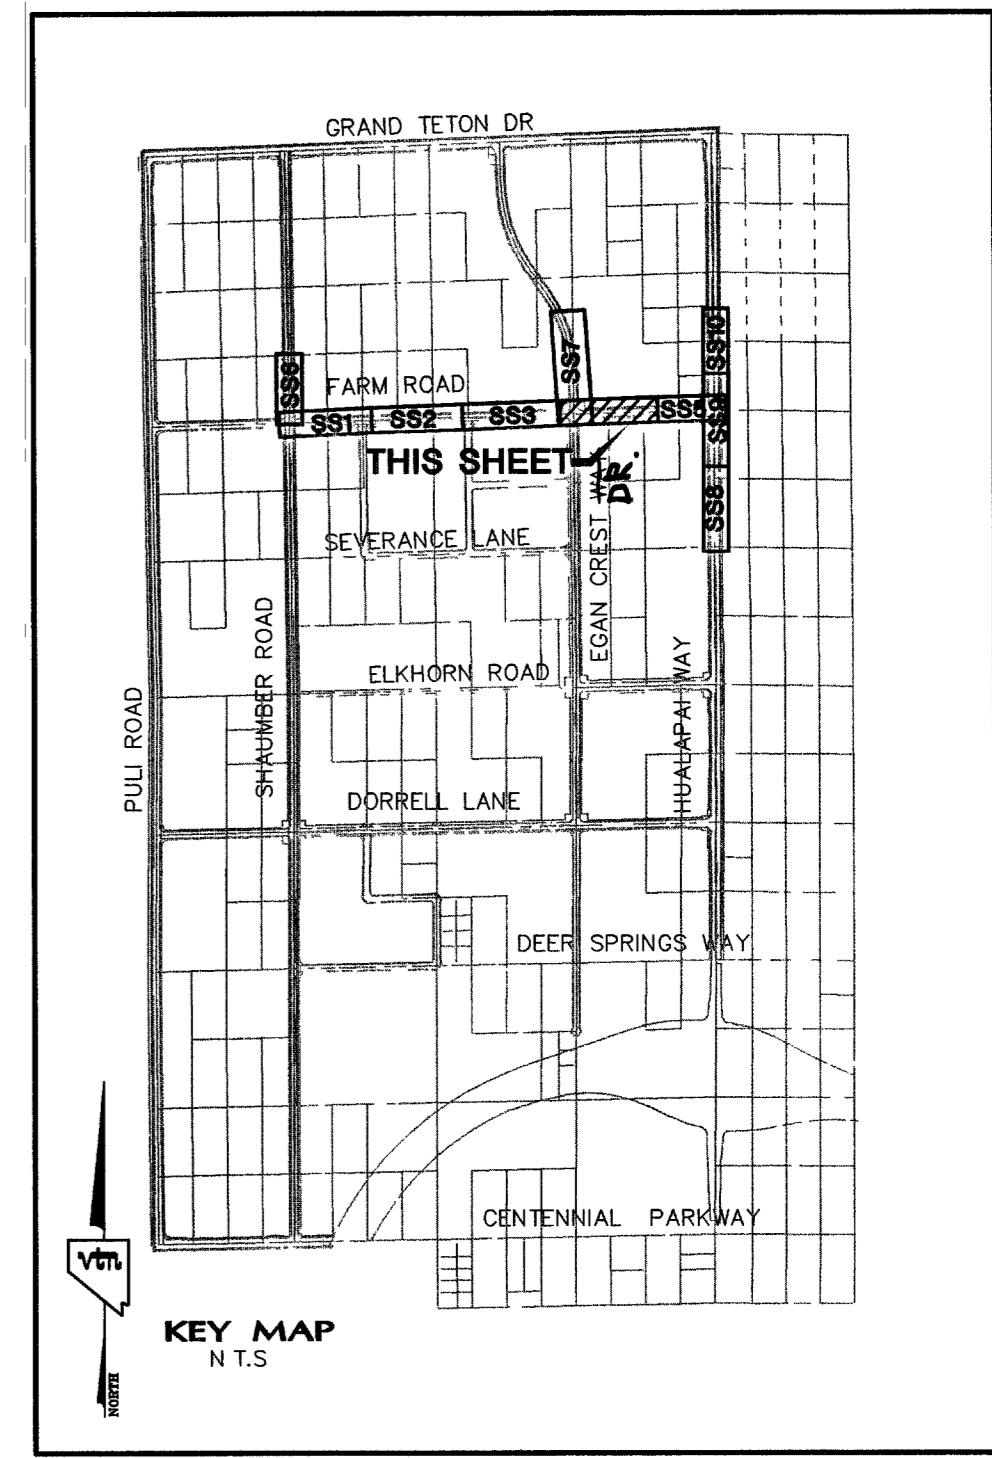 GRAND TETON DR
SS10
SS7
SS6
FARM ROAD
SS1
SS2
SS3
SS5
SS9
THIS SHEET
DR.
SS8
EGAN CREST WAY
SEVERANCE LANE
ELKHORN ROAD
SHAUMBER ROAD
HUALAPAI WAY
PULI ROAD
DORRELL LANE
DEER SPRINGS WAY
CENTENNIAL PARKWAY
vtn
KEY MAP
N T.S
NORTH